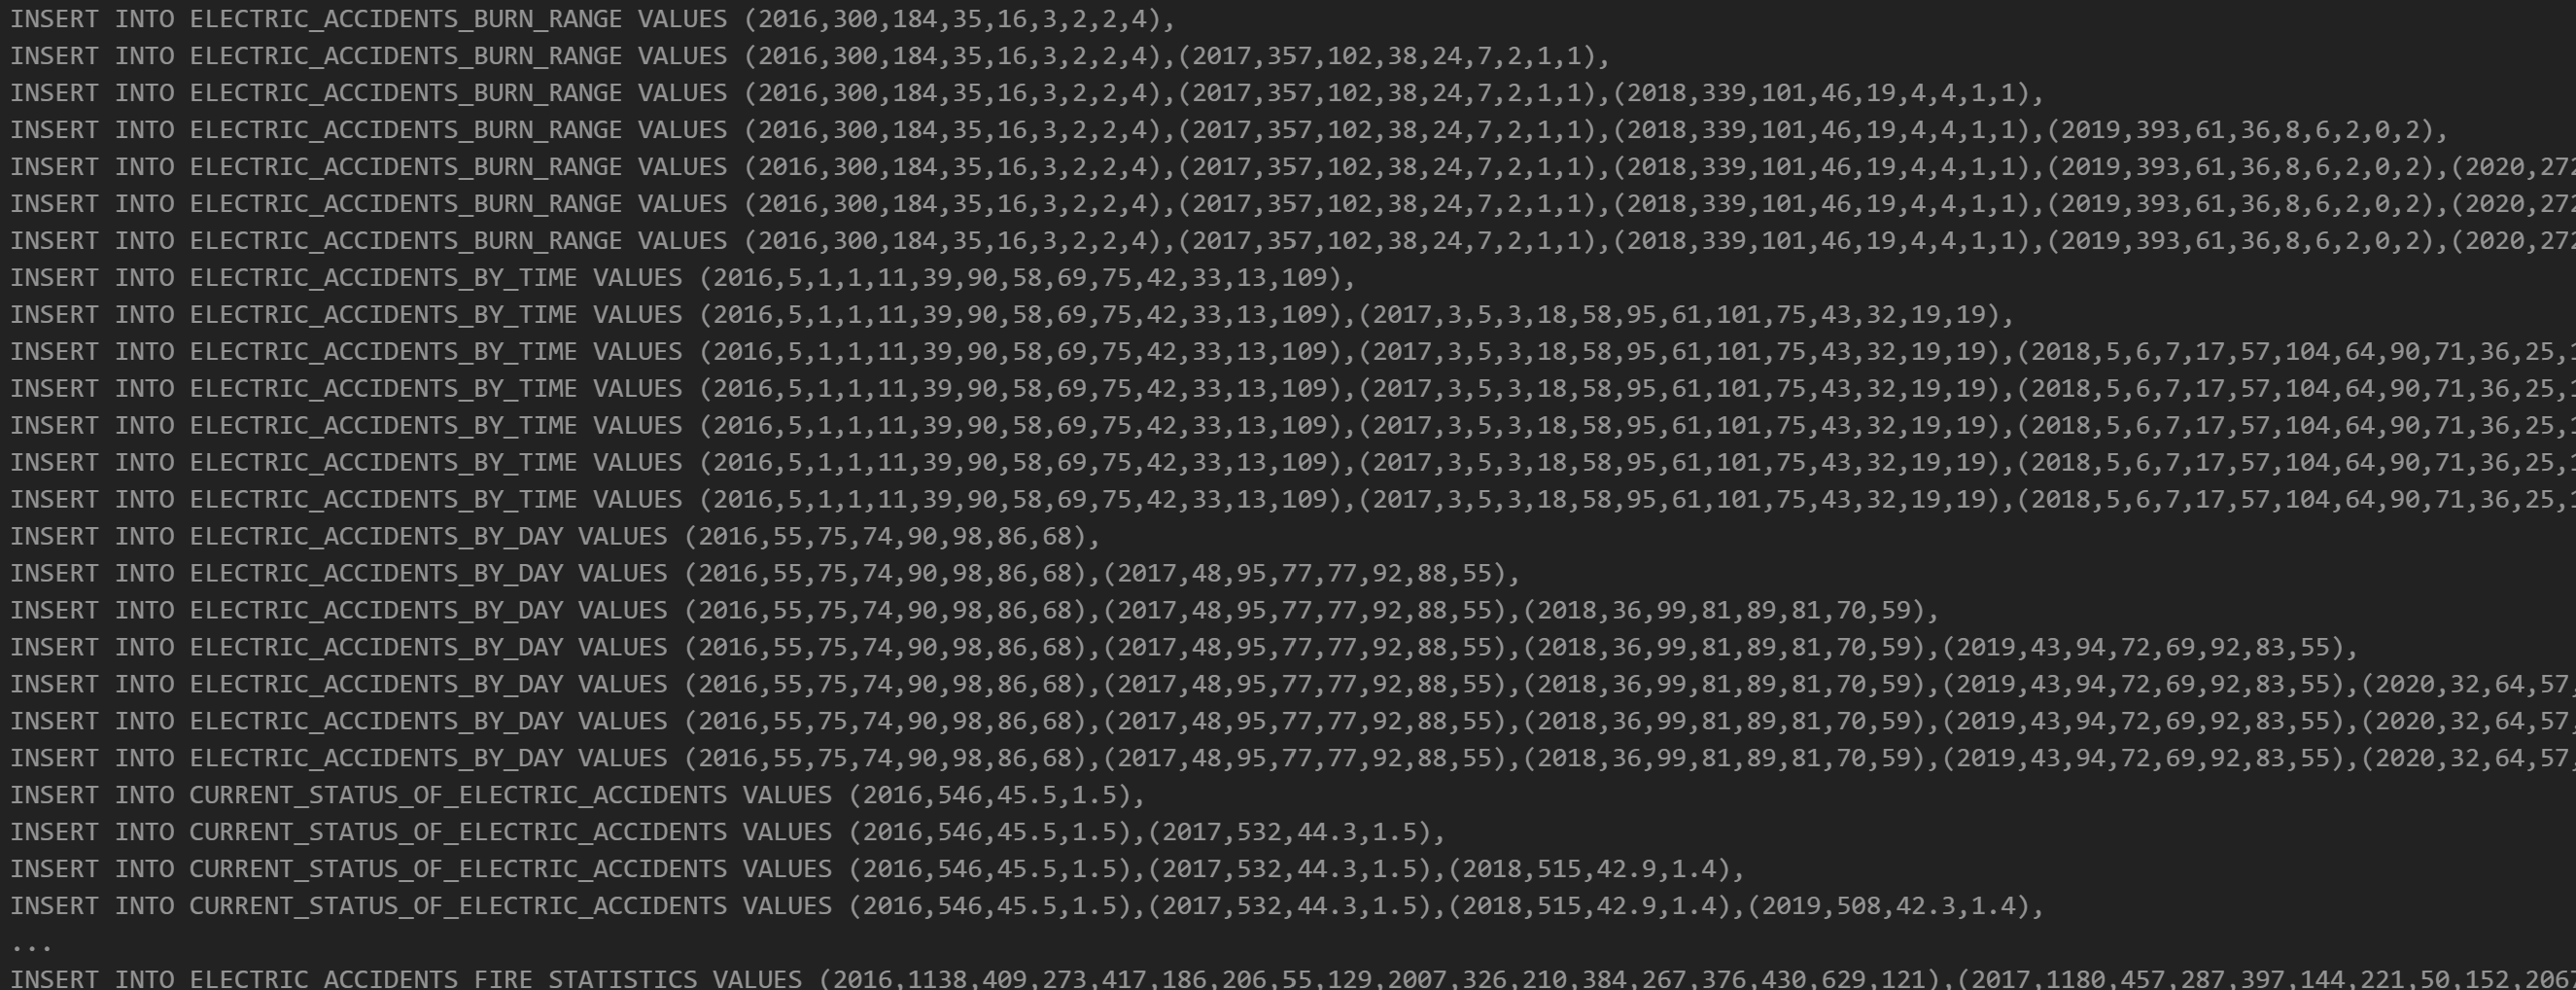 INSERT INTO ELECTRIC_ACCIDENTS_BURN_RANGE VALUES (2016,300,184,35,16,3,2,2,4),
INSERT INTO ELECTRIC_ACCIDENTS_BURN_RANGE VALUES (2016,300,184,35,16,3,2,2,4),(2017,357,102,38,24,7,2,1,1),
INSERT INTO ELECTRIC_ACCIDENTS_BURN_RANGE VALUES (2016,300,184,35,16,3,2,2,4),(2017,357,102,38,24,7,2,1,1),(2018,339,101,46,19,4,4,1,1),
INSERT INTO ELECTRIC_ACCIDENTS_BURN_RANGE VALUES (2016,300,184,35,16,3,2,2,4),(2017,357,102,38,24,7,2,1,1),(2018,339,101,46,19,4,4,1,1),(2019,393,61,36,8,6,2,0,2),
INSERT INTO ELECTRIC_ACCIDENTS_BURN_RANGE VALUES (2016,300,184,35,16,3,2,2,4),(2017,357,102,38,24,7,2,1,1),(2018,339,101,46,19,4,4,1,1),(2019,393,61,36,8,6,2,0,2),(2020,272
INSERT INTO ELECTRIC_ACCIDENTS_BURN_RANGE VALUES (2016,300,184,35,16,3,2,2,4),(2017,357,102,38,24,7,2,1,1),(2018,339,101,46,19,4,4,1,1),(2019,393,61,36,8,6,2,0,2),(2020,272
INSERT INTO ELECTRIC_ACCIDENTS_BURN_RANGE VALUES (2016,300,184,35,16,3,2,2,4),(2017,357,102,38,24,7,2,1,1),(2018,339,101,46,19,4,4,1,1),(2019,393,61,36,8,6,2,0,2),(2020,272
INSERT INTO ELECTRIC_ACCIDENTS_BY_TIME VALUES (2016,5,1,1,11,39,90,58,69,75,42,33,13,109),
INSERT INTO ELECTRIC_ACCIDENTS_BY_TIME VALUES (2016,5,1,1,11,39,90,58,69,75,42,33,13,109),(2017,3,5,3,18,58,95,61,101,75,43,32,19,19),
INSERT INTO ELECTRIC_ACCIDENTS_BY_TIME VALUES (2016,5,1,1,11,39,90,58,69,75,42,33,13,109),(2017,3,5,3,18,58,95,61,101,75,43,32,19,19),(2018,5,6,7,17,57,104,64,90,71,36,25,
INSERT INTO ELECTRIC_ACCIDENTS_BY_TIME VALUES (2016,5,1,1,11,39,90,58,69,75,42,33,13,109),(2017,3,5,3,18,58,95,61,101,75,43,32,19,19),(2018,5,6,7,17,57,104,64,90,71,36,25,
INSERT INTO ELECTRIC_ACCIDENTS_BY_TIME VALUES (2016,5,1,1,11,39,90,58,69,75,42,33,13,109),(2017,3,5,3,18,58,95,61,101,75,43,32,19,19),(2018,5,6,7,17,57,104,64,90,71,36,25,
INSERT INTO ELECTRIC_ACCIDENTS_BY_TIME VALUES (2016,5,1,1,11,39,90,58,69,75,42,33,13,109),(2017,3,5,3,18,58,95,61,101,75,43,32,19,19),(2018,5,6,7,17,57,104,64,90,71,36,25,
INSERT INTO ELECTRIC_ACCIDENTS_BY_TIME VALUES (2016,5,1,1,11,39,90,58,69,75,42,33,13,109),(2017,3,5,3,18,58,95,61,101,75,43,32,19,19),(2018,5,6,7,17,57,104,64,90,71,36,25,
INSERT INTO ELECTRIC_ACCIDENTS_BY_DAY VALUES (2016,55,75,74,90,98,86,68),
INSERT INTO ELECTRIC_ACCIDENTS_BY_DAY VALUES (2016,55,75,74,90,98,86,68),(2017,48,95,77,77,92,88,55),
INSERT INTO ELECTRIC_ACCIDENTS_BY_DAY VALUES (2016,55,75,74,90,98,86,68),(2017,48,95,77,77,92,88,55),(2018,36,99,81,89,81,70,59),
INSERT INTO ELECTRIC_ACCIDENTS_BY_DAY VALUES (2016,55,75,74,90,98,86,68),(2017,48,95,77,77,92,88,55),(2018,36,99,81,89,81,70,59),(2019,43,94,72,69,92,83,55),
INSERT INTO ELECTRIC_ACCIDENTS_BY_DAY VALUES (2016,55,75,74,90,98,86,68),(2017,48,95,77,77,92,88,55),(2018,36,99,81,89,81,70,59),(2019,43,94,72,69,92,83,55),(2020,32,64,57,
INSERT INTO ELECTRIC_ACCIDENTS_BY_DAY VALUES (2016,55,75,74,90,98,86,68),(2017,48,95,77,77,92,88,55),(2018,36,99,81,89,81,70,59),(2019,43,94,72,69,92,83,55),(2020,32,64,57,
INSERT INTO ELECTRIC_ACCIDENTS_BY_DAY VALUES (2016,55,75,74,90,98,86,68),(2017,48,95,77,77,92,88,55),(2018,36,99,81,89,81,70,59),(2019,43,94,72,69,92,83,55),(2020,32,64,57,
INSERT INTO CURRENT_STATUS_OF_ELECTRIC_ACCIDENTS VALUES (2016,546,45.5,1.5),
INSERT INTO CURRENT_STATUS_OF_ELECTRIC_ACCIDENTS VALUES (2016,546,45.5,1.5),(2017,532,44.3,1.5),
INSERT INTO CURRENT_STATUS_OF_ELECTRIC_ACCIDENTS VALUES (2016,546,45.5,1.5),(2017,532,44.3,1.5),(2018,515,42.9,1.4),
INSERT INTO CURRENT_STATUS_OF_ELECTRIC_ACCIDENTS VALUES (2016,546,45.5,1.5),(2017,532,44.3,1.5),(2018,515,42.9,1.4),(2019,508,42.3,1.4),
...
INSERT INTO ELECTRIC_ACCIDENTS_FIRE_STATISTICS VALUES (2016,1138,409,273,417,186,206,55,129,2007,326,210,384,267,376,430,629,121),(2017,1180,457,287,397,144,221,50,152,206